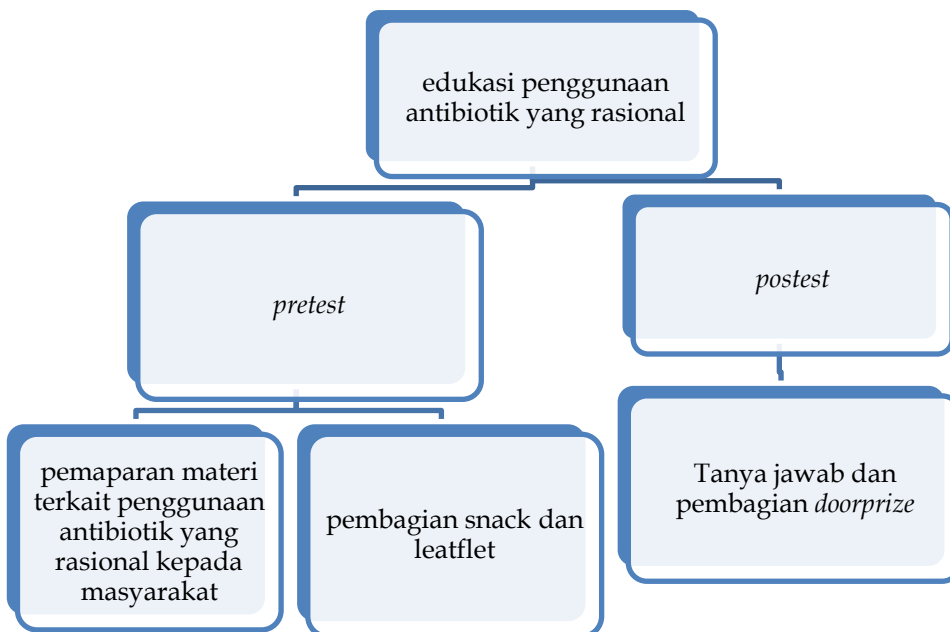 edukasi penggunaan
antibiotik yang rasional
pretest
postest
pemaparan materi
terkait penggunaan
antibiotik yang
rasional kepada
masyarakat
pembagian snack dan
leatflet
Tanya jawab dan
pembagian doorprize